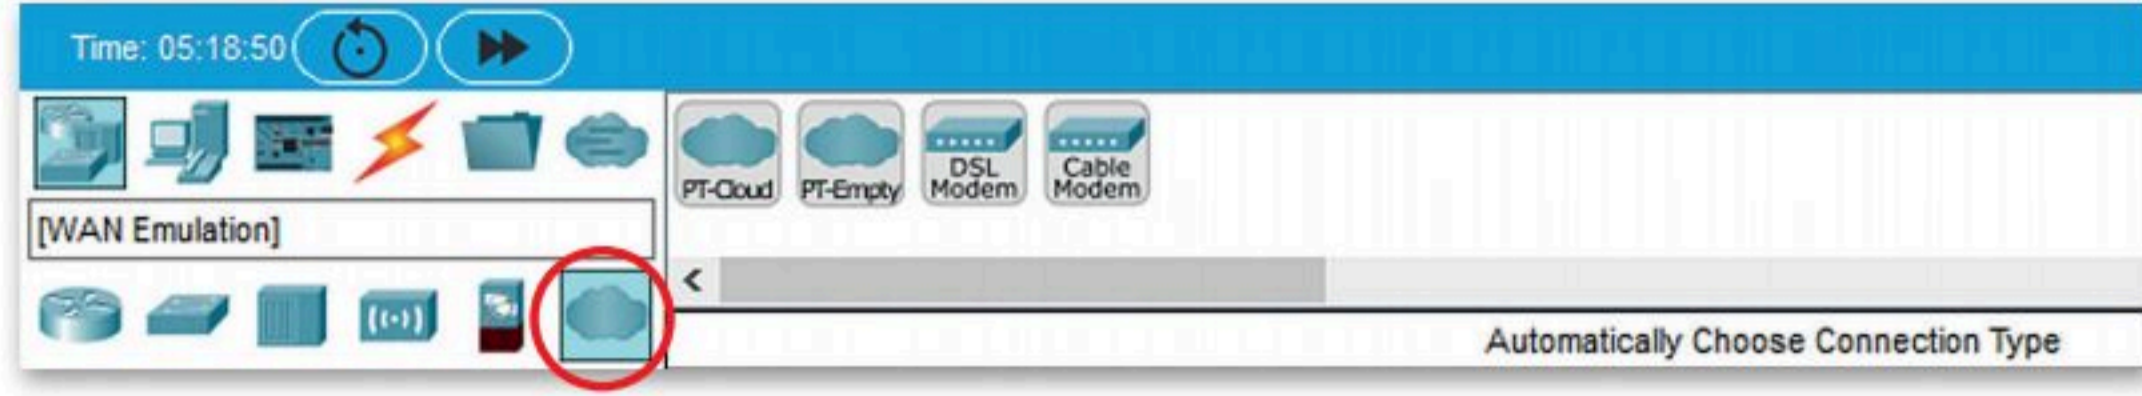 Time: 05:18:50
PT-Cloud
PT-Empty
DSL
Modem
Cable
Modem
[WAN Emulation]
Automatically Choose Connection Type